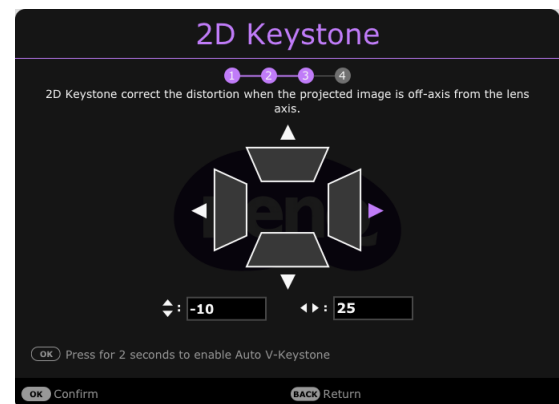 2D Keystone
1 2 3 4
2D Keystone correct the distortion when the projected image is off-axis from the lens
axis.
BenQ
: -10 : 25
OK Press for 2 seconds to enable Auto V-Keystone
OK Confirm BACK Return